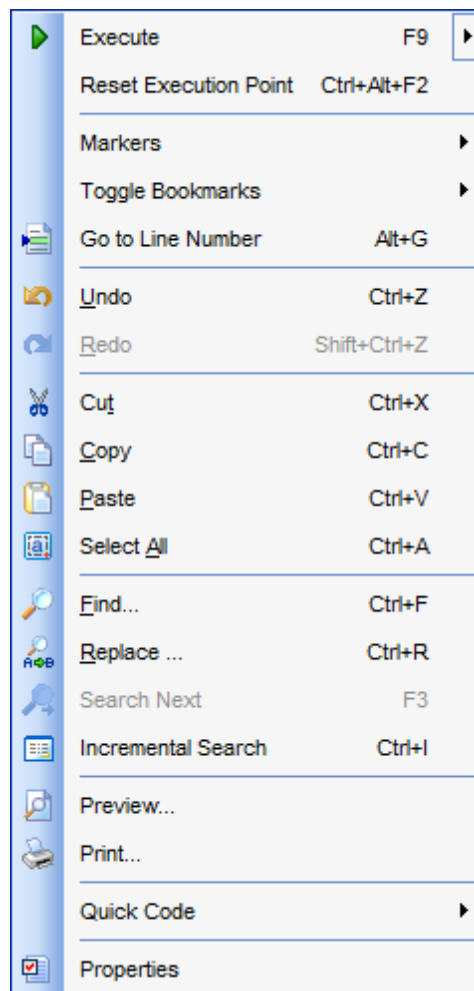 Execute F9
Reset Execution Point Ctrl+Alt+F2
Markers
Toggle Bookmarks
Go to Line Number Alt+G
Undo Ctrl+Z
Redo Shift+Ctrl+Z
Cut Ctrl+X
Copy Ctrl+C
Paste Ctrl+V
Select All Ctrl+A
Find... Ctrl+F
Replace ... Ctrl+R
Search Next F3
Incremental Search Ctrl+I
Preview...
Print...
Quick Code
Properties